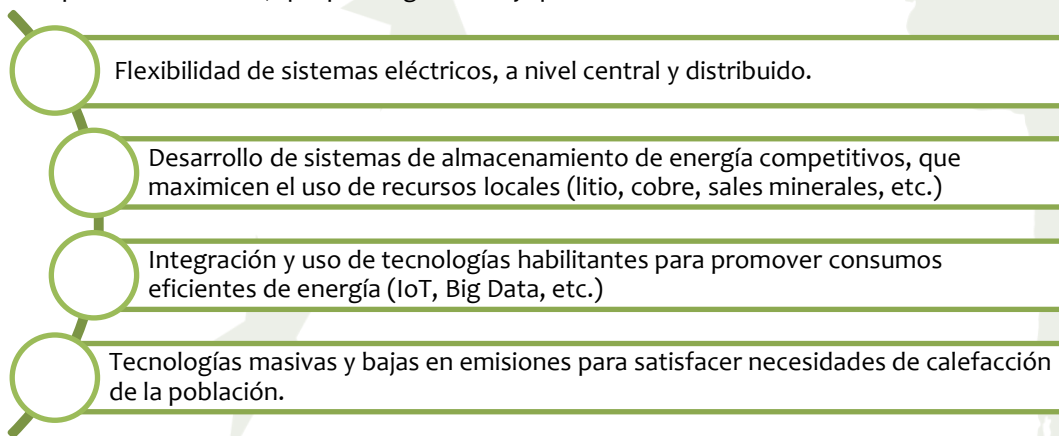 Flexibilidad de sistemas eléctricos, a nivel central y distribuido.
Desarrollo de sistemas de almacenamiento de energía competitivos, que
maximicen el uso de recursos locales (litio, cobre, sales minerales, etc.)
Integración y uso de tecnologías habilitantes para promover consumos
eficientes de energía (IoT, Big Data, etc.)
Tecnologías masivas y bajas en emisiones para satisfacer necesidades de calefacción
de la población.